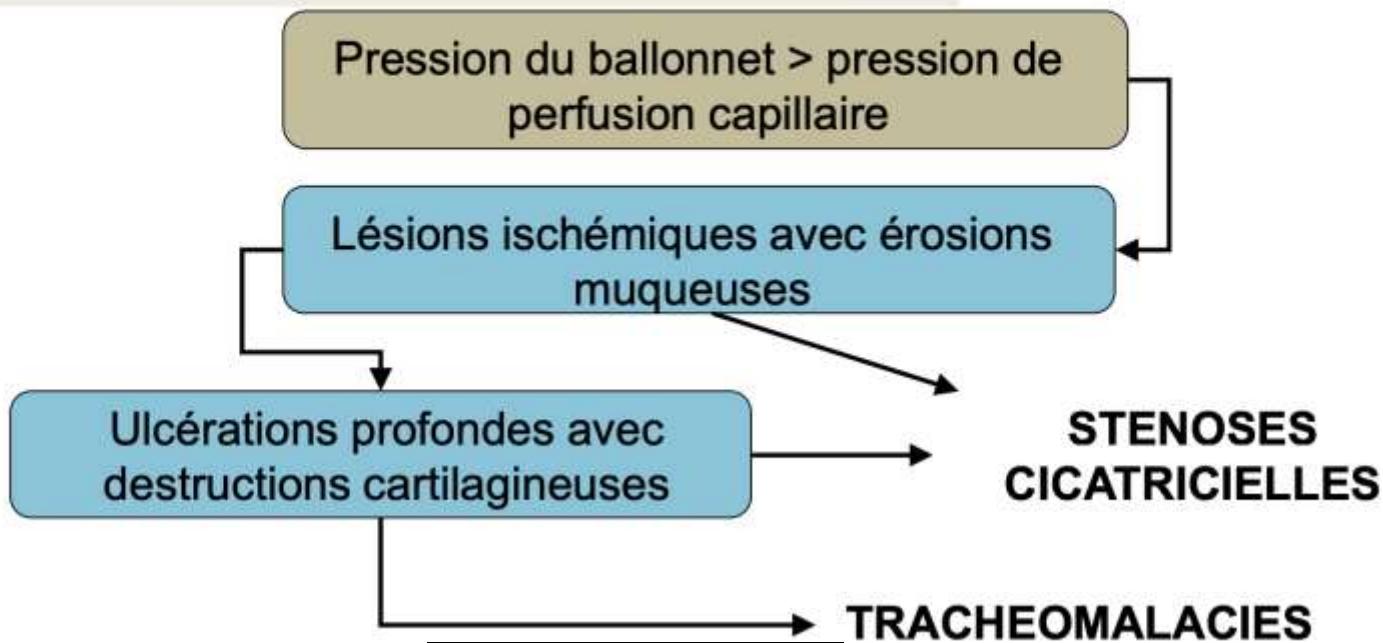 Pression du ballonnet > pression de
perfusion capillaire
Lésions ischémiques avec érosions
muqueuses
Ulcérations profondes avec
destructions cartilagineuses
STENOSES
CICATRICIELLES
TRACHEOMALACIES